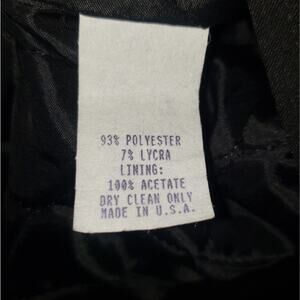 93% POLYESTER
7% LYCRA
LINING:
100% ACETATE
DRY CLEAN ONLY
MADE IN U.S.A.